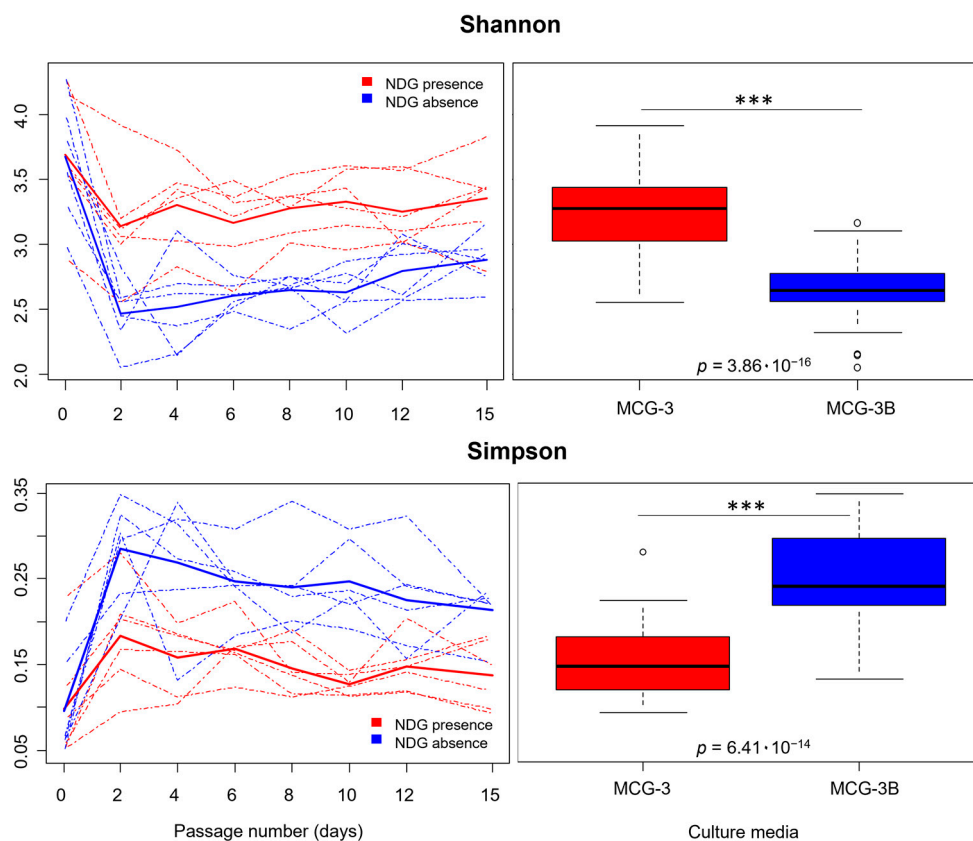 Shannon
NDG presence
NDG absence
4.0
3.5
3.0
2.5
2.0
0 2 4 6 8 10 12 15
***
p = 3.86·10⁻¹⁶
MCG-3 MCG-3B
Simpson
0.35
0.25
0.15
0.05
NDG presence
NDG absence
0 2 4 6 8 10 12 15
Passage number (days)
***
p = 6.41·10⁻¹⁴
MCG-3 MCG-3B
Culture media